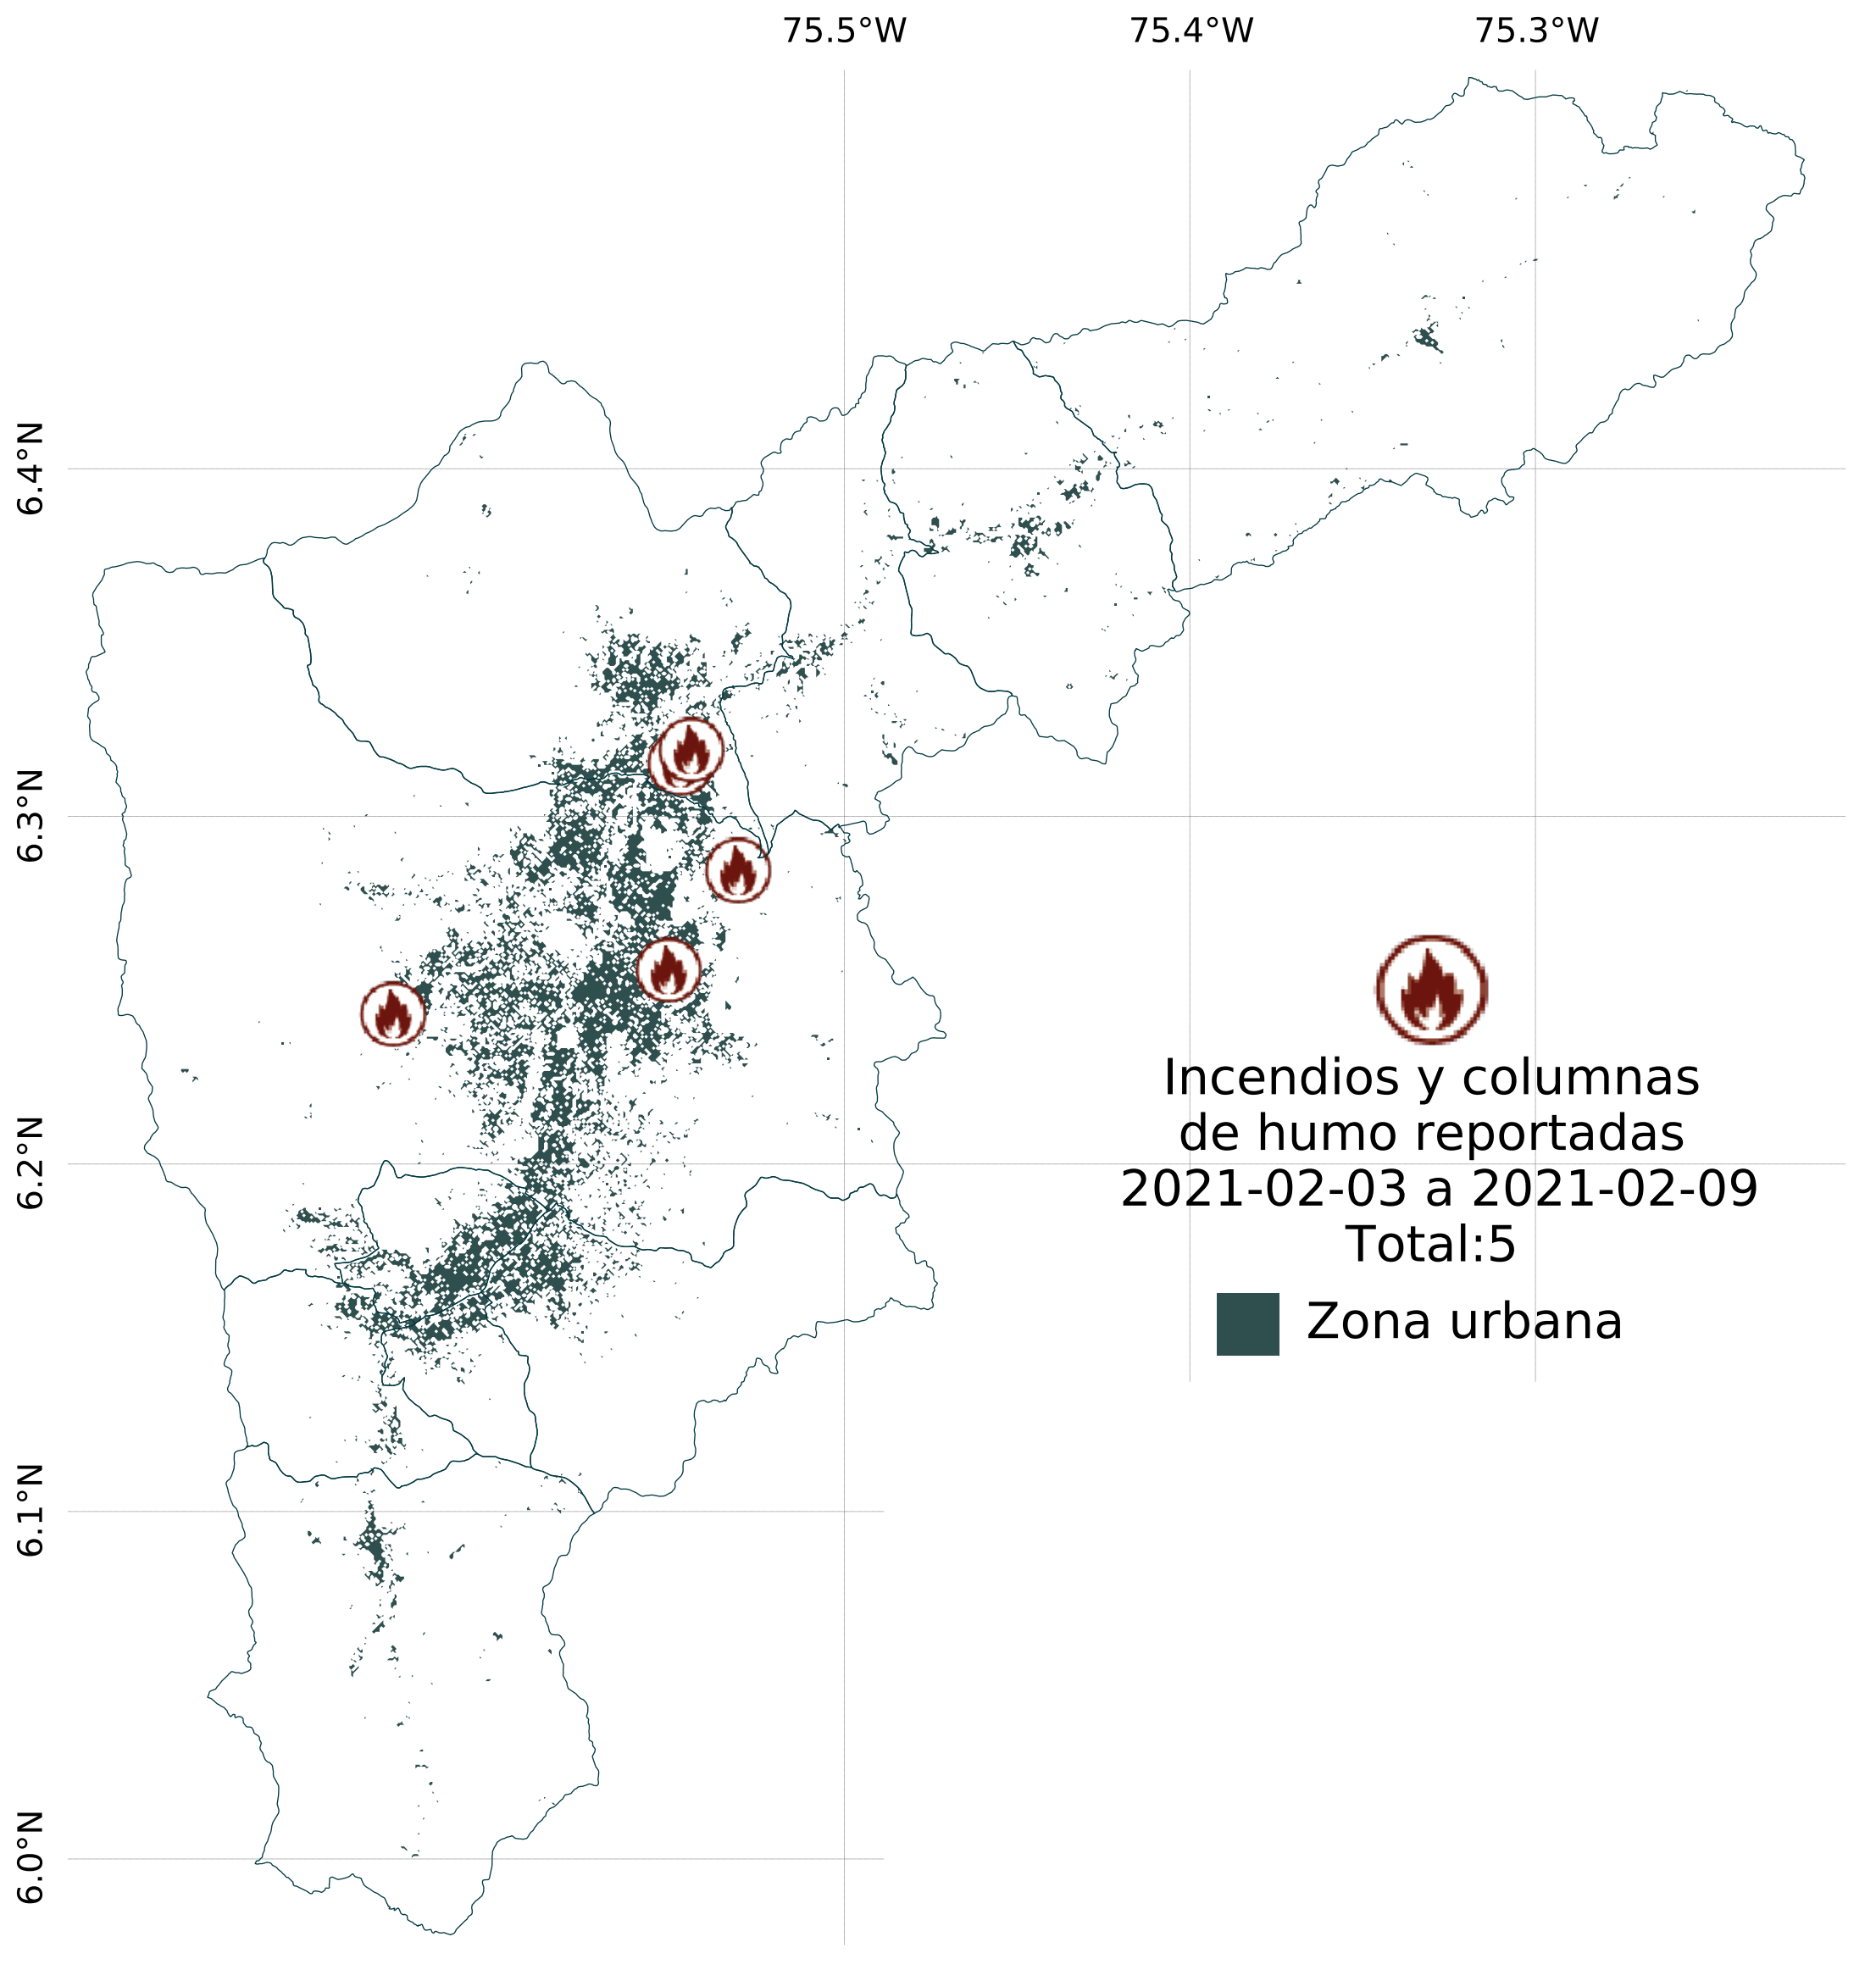 75.5°W 75.4°W 75.3°W
6.4°N
6.3°N
6.2°N
6.1°N
6.0°N
Incendios y columnas
de humo reportadas
2021-02-03 a 2021-02-09
Total:5
Zona urbana